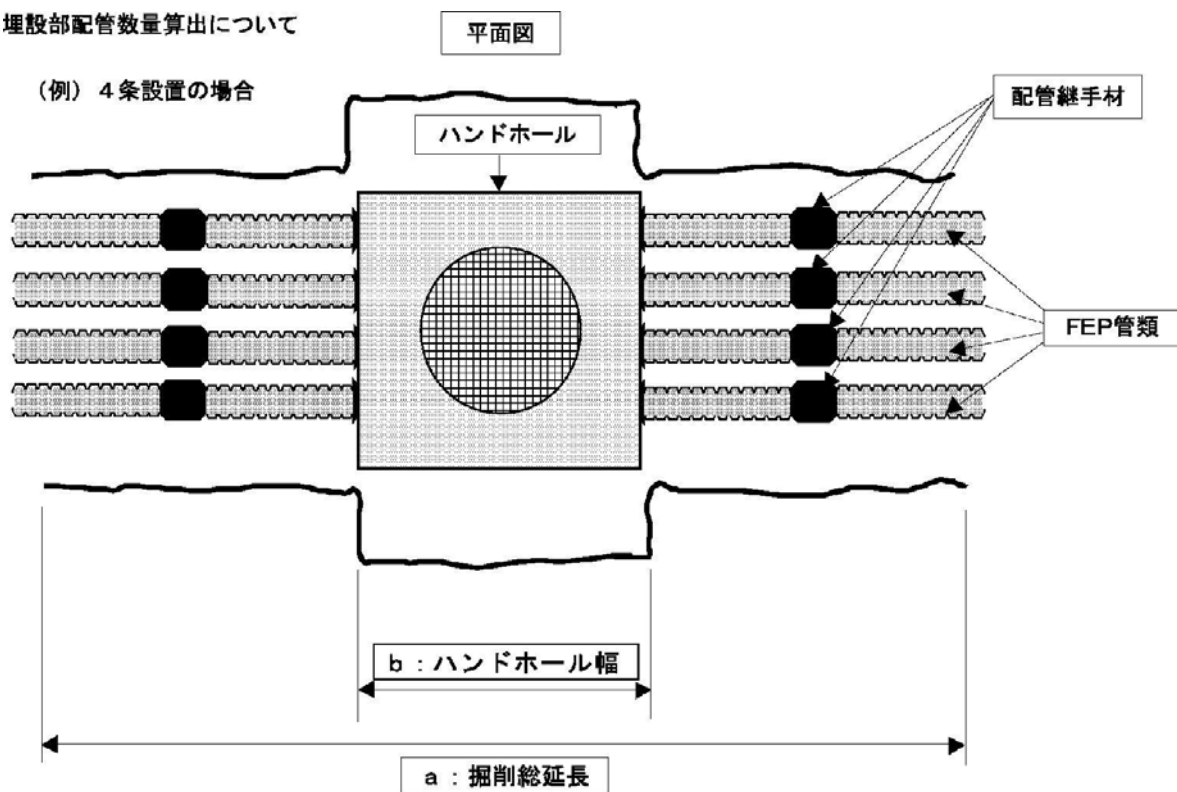 埋設部配管数量算出について
平面図
（例）４条設置の場合
配管継手材
ハンドホール
FEP管類
ｂ：ハンドホール幅
ａ：掘削総延長